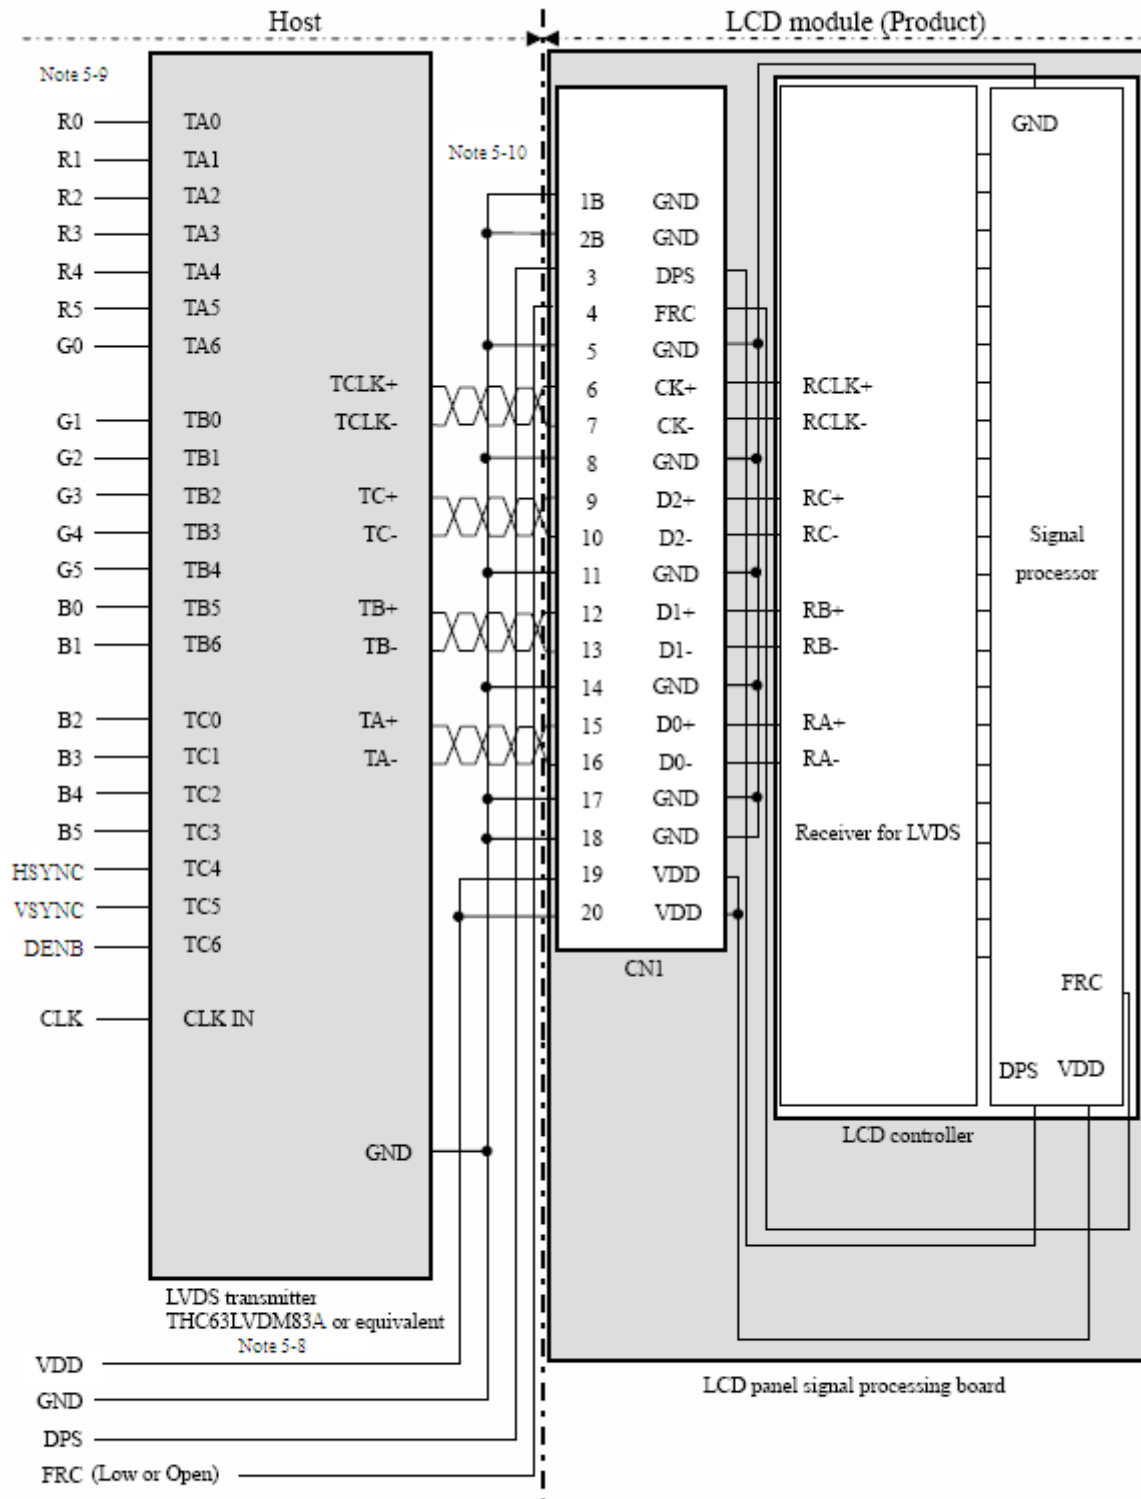 Host
LCD module (Product)
Note 5-9
R0 TA0
R1 TA1
R2 TA2
R3 TA3
R4 TA4
R5 TA5
G0 TA6
TCLK+
G1 TB0 TCLK-
G2 TB1
G3 TB2 TC+
G4 TB3 TC-
G5 TB4
B0 TB5 TB+
B1 TB6 TB-
B2 TC0 TA+
B3 TC1 TA-
B4 TC2
B5 TC3
HSYNC TC4
VSYNC TC5
DENB TC6
CLK CLK IN
GND
LVDS transmitter
THC63LVDM83A or equivalent
Note 5-8
VDD
GND
DPS
FRC (Low or Open)
Note 5-10
1B GND
2B GND
3 DPS
4 FRC
5 GND
6 CK+
7 CK-
8 GND
9 D2+
10 D2-
11 GND
12 D1+
13 D1-
14 GND
15 D0+
16 D0-
17 GND
18 GND
19 VDD
20 VDD
CN1
RCLK+
RCLK-
RC+
RC-
RB+
RB-
RA+
RA-
Receiver for LVDS
GND
Signal
processor
FRC
DPS VDD
LCD controller
LCD panel signal processing board